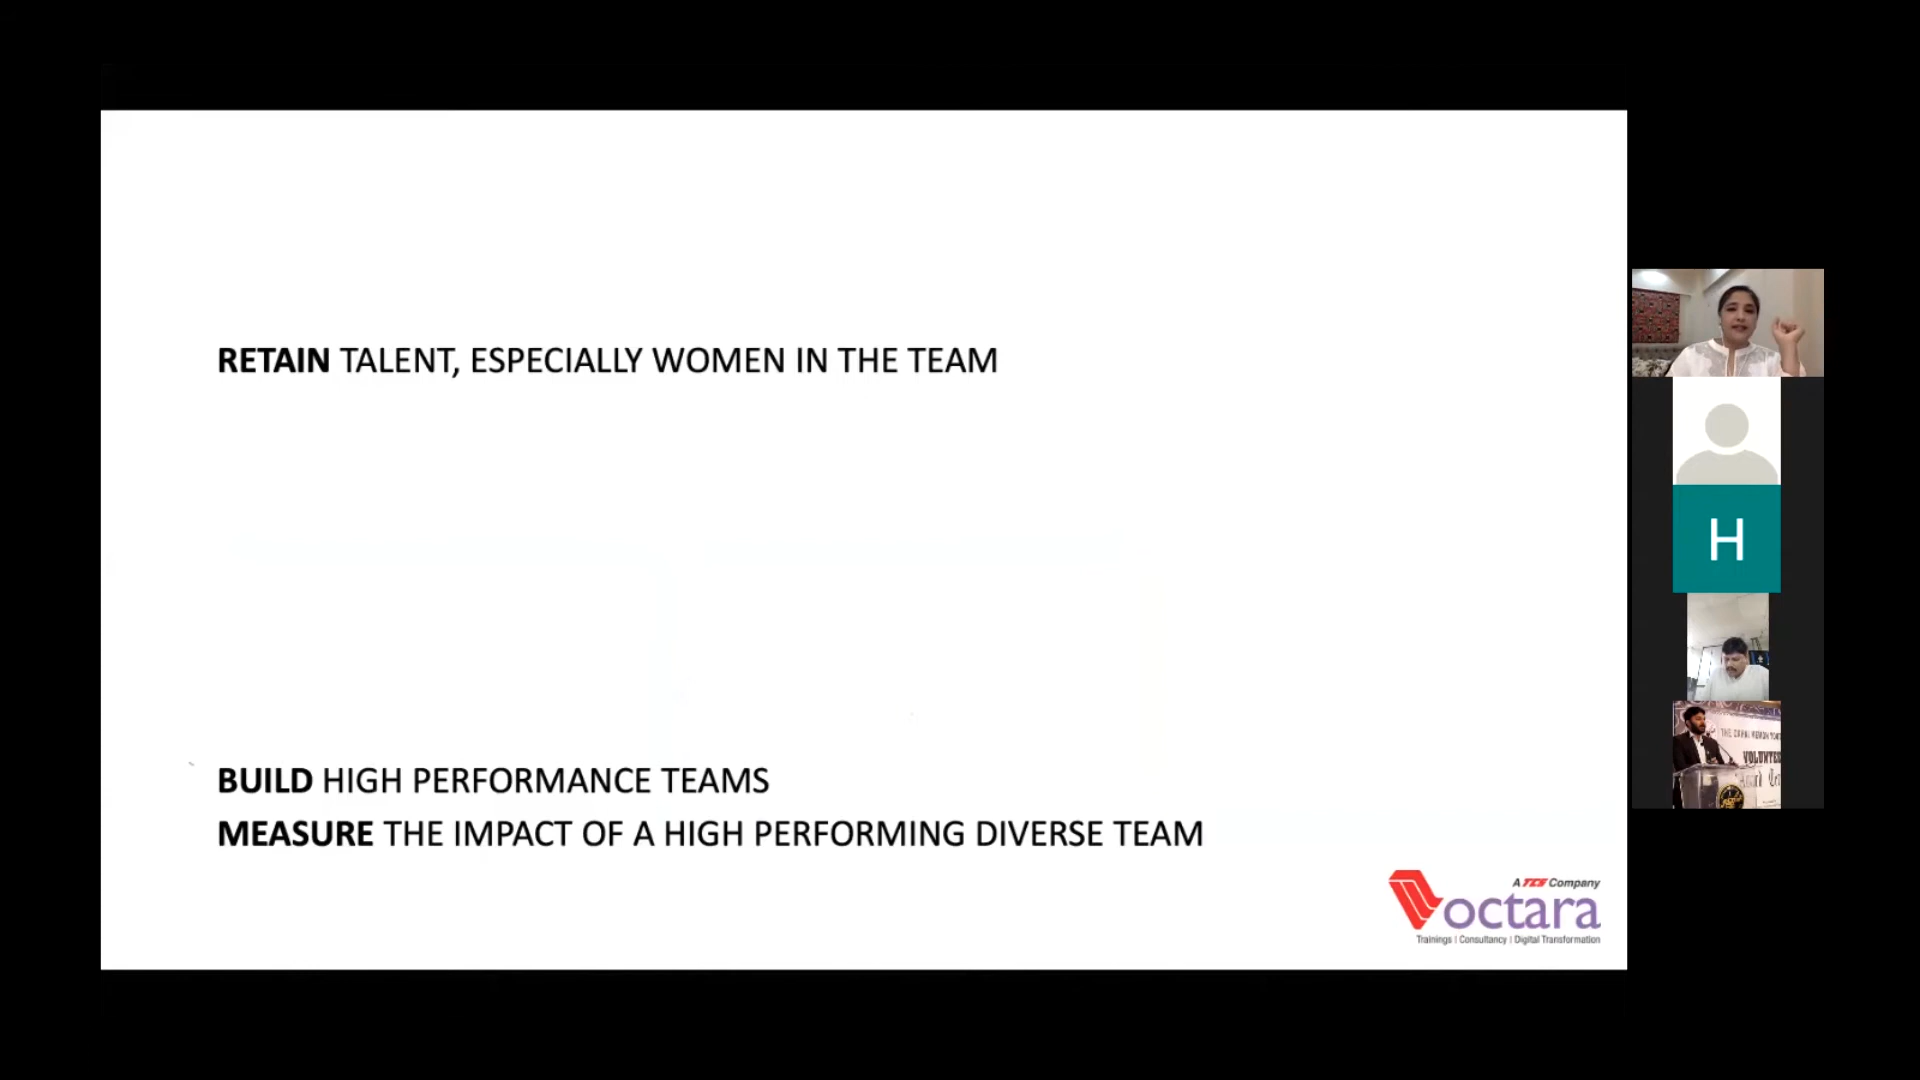 RETAIN TALENT, ESPECIALLY WOMEN IN THE TEAM
BUILD HIGH PERFORMANCE TEAMS
MEASURE THE IMPACT OF A HIGH PERFORMING DIVERSE TEAM
A TCS Company
octara
Trainings | Consultancy | Digital Transformation
H
VOLUNTE